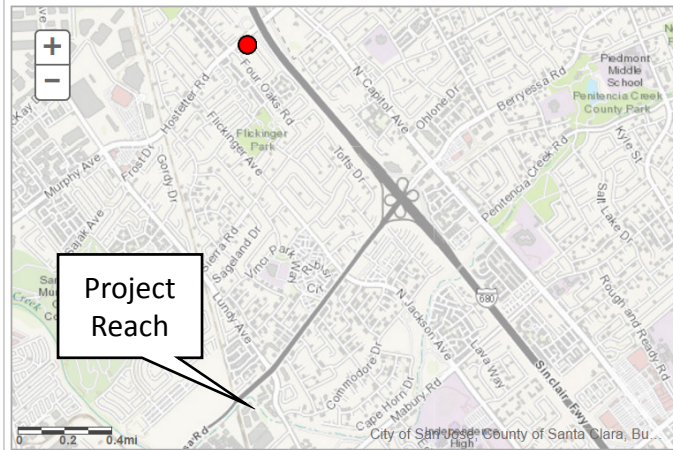 +
−
Hostetter Rd
Four Oaks Rd
N Capitol Ave
Ohlone Dr
Berryessa Rd
Piedmont
Middle
School
Penitencia Creek
County Park
Flickinger
Park
Flickinger Ave
Murphy Ave
Frost Dr
Gordy Dr
Tofts Dr
Penitencia Creek Rd
Kyle St
Salt Lake Dr
Sierra Rd
Sageland Dr
Vinci Park
Way
Lundy Ave
680
Rough and Ready Rd
N Jackson Ave
Lava Way
Sinclair Fwy
Commodore Dr
Cape Horn Dr
Mabury Rd
Independence
High
Creek
Project
Reach
0 0.2 0.4mi
City of San Jose, County of Santa Clara, Bu...